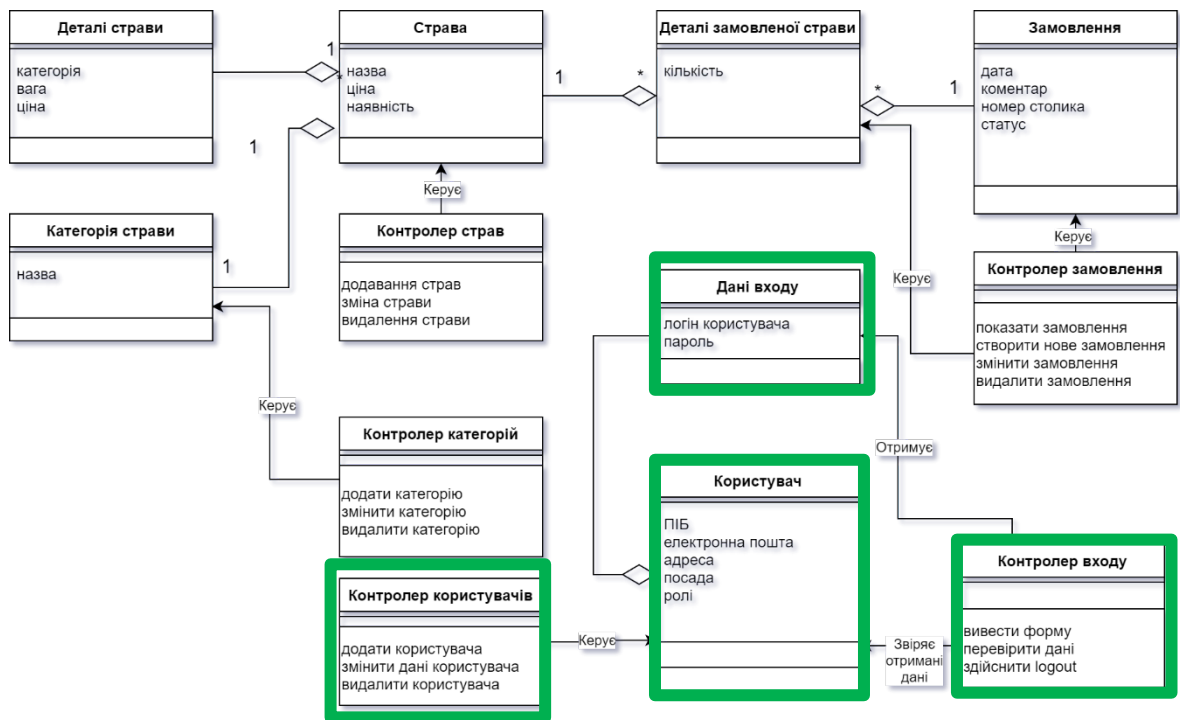 Деталі страви
категорія
вага
ціна
1
*
Страва
назва
ціна
наявність
1
*
Деталі замовленої страви
кількість
*
1
Замовлення
дата
коментар
номер столика
статус
1
Категорія страви
назва
1
Керує
Контролер страв
додавання страв
зміна страви
видалення страви
Керує
Керує
Контролер замовлення
показати замовлення
створити нове замовлення
змінити замовлення
видалити замовлення
Дані входу
логін користувача
пароль
Керує
Контролер категорій
додати категорію
змінити категорію
видалити категорію
Отримує
Користувач
ПІБ
електронна пошта
адреса
посада
ролі
Контролер користувачів
додати користувача
змінити дані користувача
видалити користувача
Керує
Звіряє
отримані
дані
Контролер входу
вивести форму
перевірити дані
здійснити logout